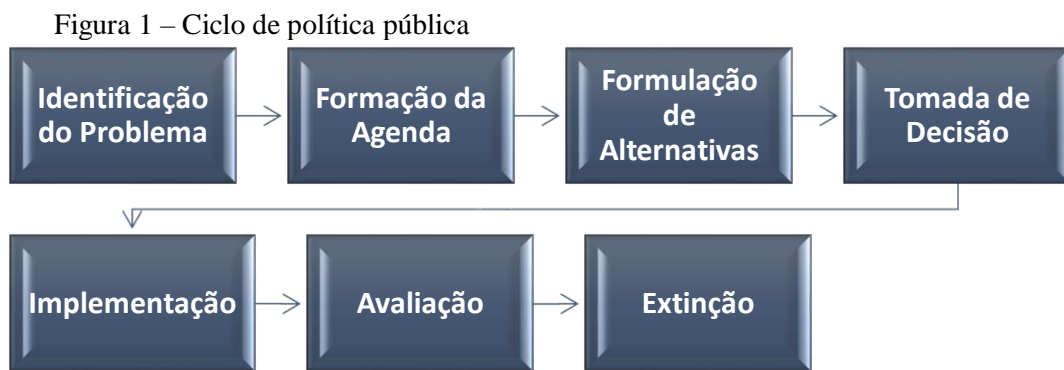 Figura 1 – Ciclo de política pública
Identificação
do Problema
Formação da
Agenda
Formulação
de
Alternativas
Tomada de
Decisão
Implementação
Avaliação
Extinção